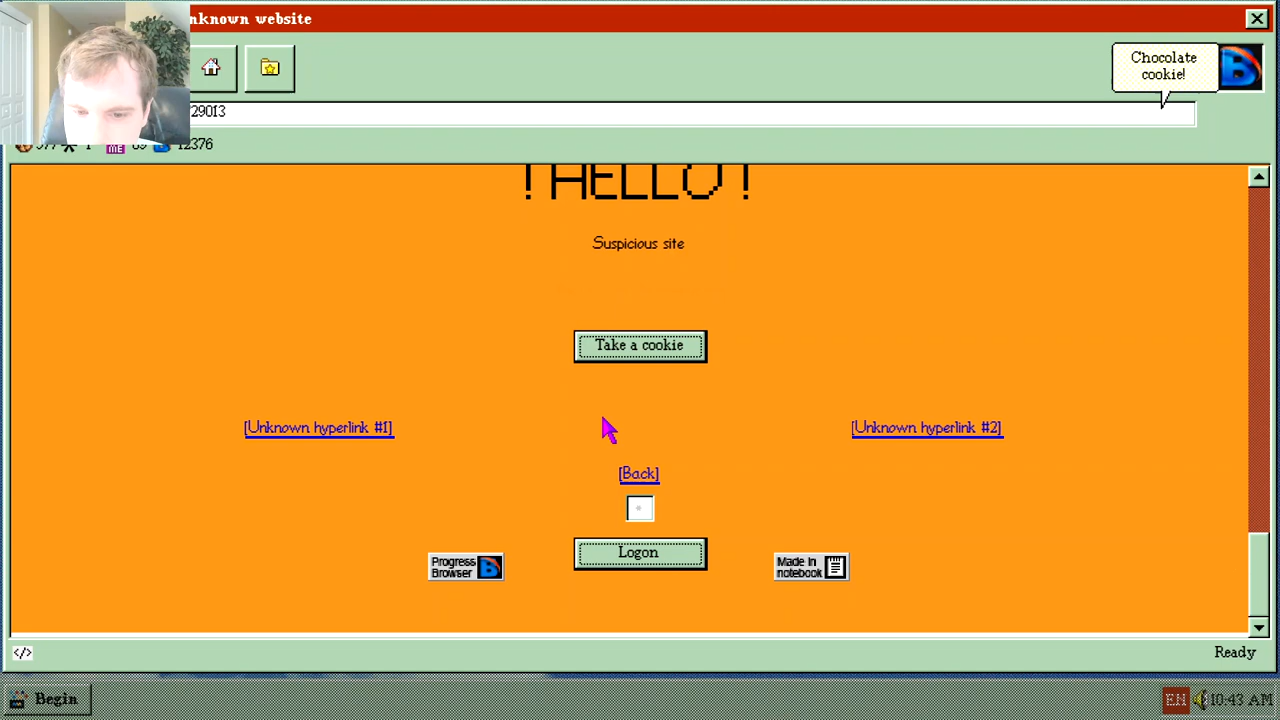 nknown website
Chocolate
cookie!
29013
12376
! HELLO !
Suspicious site
Take a cookie
[Unknown hyperlink #1]
[Unknown hyperlink #2]
[Back]
Logon
Progress
Browser
Made in
notebook
</>
Ready
Begin
EN
10:43 AM